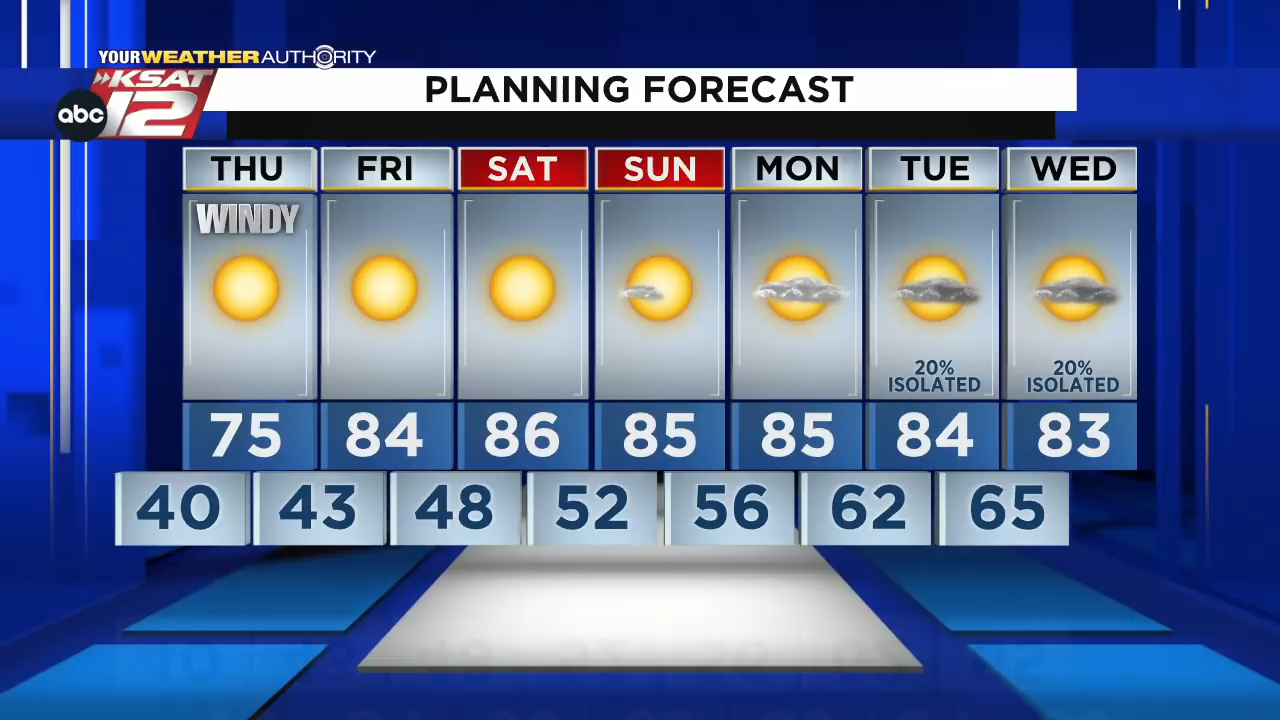 YOURWEATHERAUTHORITY
KSAT
abc 12
PLANNING FORECAST
THU FRI SAT SUN MON TUE WED
WINDY
20% 20%
ISOLATED ISOLATED
75 84 86 85 85 84 83
40 43 48 52 56 62 65